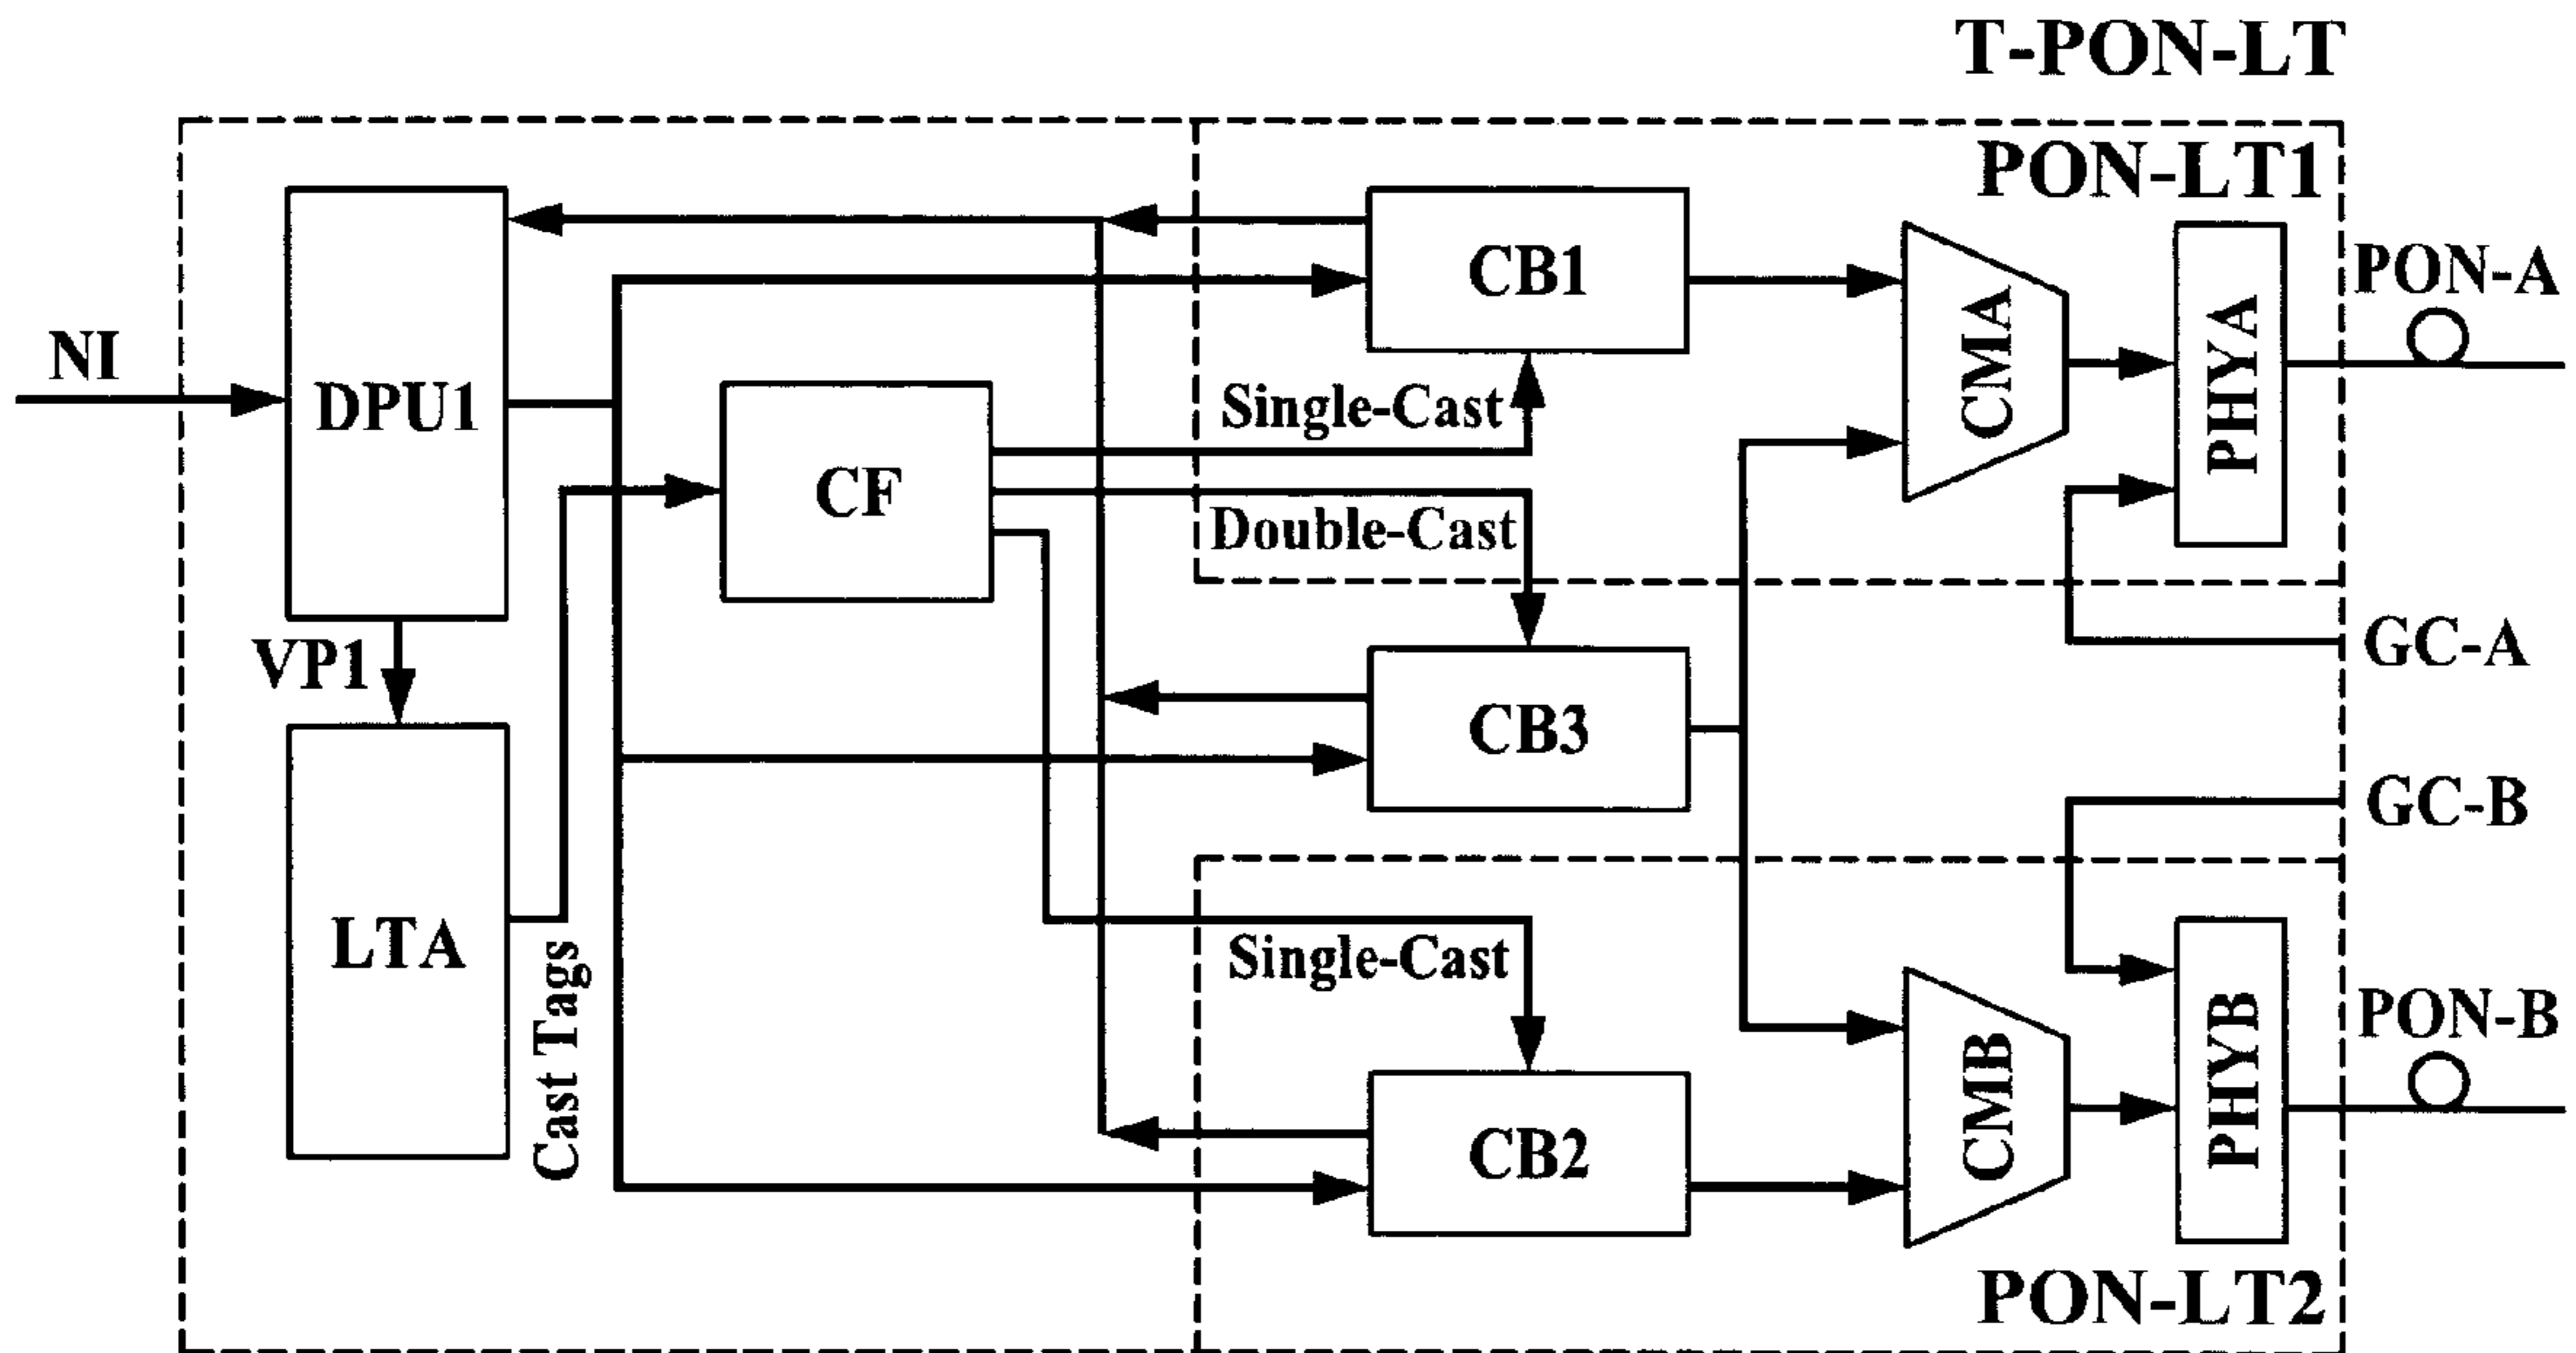 T-PON-LT
PON-LT1
CB1
PON-A
CMA
PHYA
NI
DPU1
Single-Cast
CF
Double-Cast
VP1
GC-A
CB3
GC-B
LTA
Cast Tags
Single-Cast
PON-B
CMB
PHYB
CB2
PON-LT2